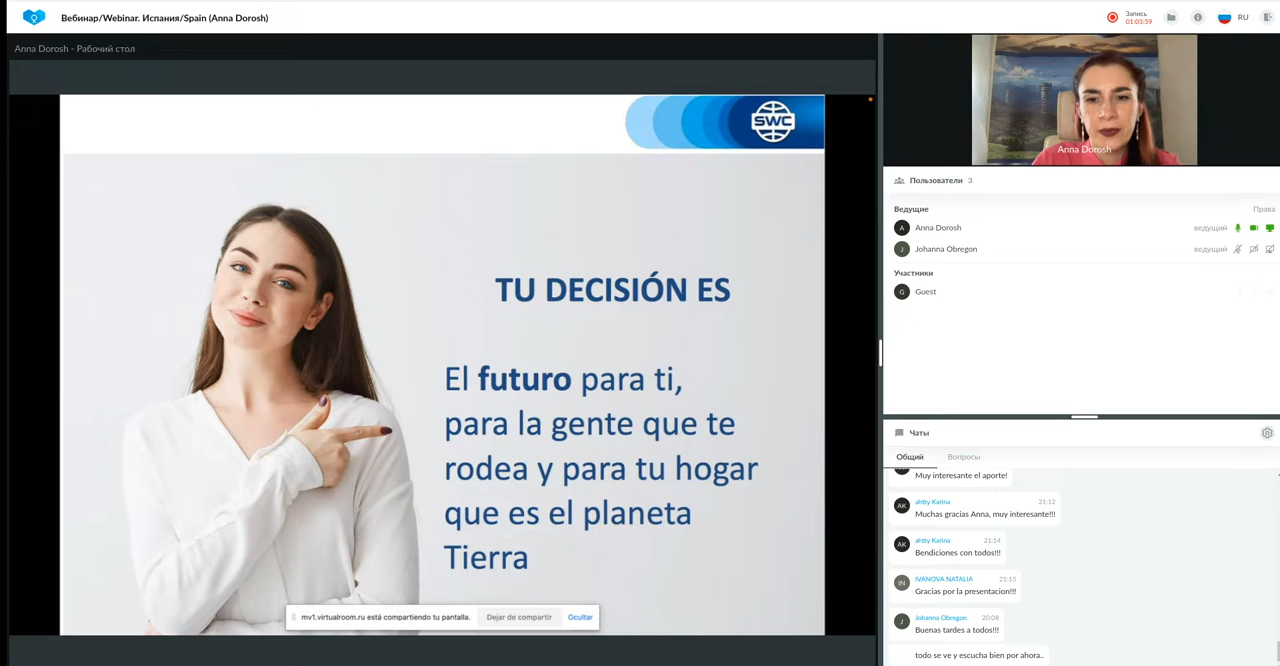 Вебинар/Webinar. Испания/Spain (Anna Dorosh)
Запись
01:03:59
RU
Anna Dorosh - Рабочий стол
SWC
TU DECISIÓN ES
El futuro para ti,
para la gente que te
rodea y para tu hogar
que es el planeta
Tierra
mv1.virtualroom.ru está compartiendo tu pantalla.
Dejar de compartir
Ocultar
Anna Dorosh
Пользователи 3
Ведущие
Права
A
Anna Dorosh
ведущий
J
Johanna Obregon
ведущий
Участники
G
Guest
Чаты
Общий
Вопросы
Muy interesante el aporte!
AK
ahtty Karina
21:12
Muchas gracias Anna, muy interesante!!!
AK
ahtty Karina
21:14
Bendiciones con todos!!!
IN
IVANOVA NATALIA
21:15
Gracias por la presentacion!!!
J
Johanna Obregon
20:08
Buenas tardes a todos!!!
todo se ve y escucha bien por ahora..